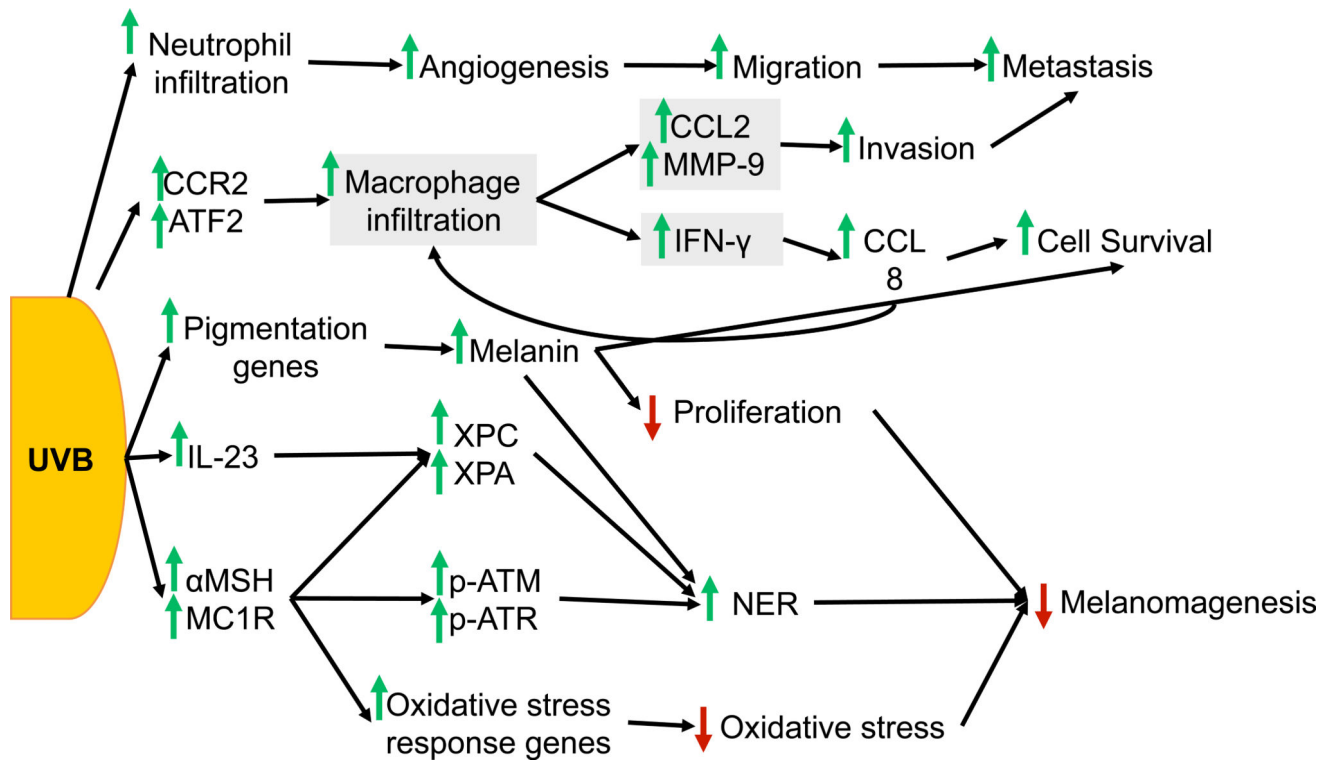 Neutrophil
infiltration
Angiogenesis
Migration
Metastasis
CCR2
ATF2
Macrophage
infiltration
CCL2
MMP-9
Invasion
IFN-γ
CCL
8
Cell Survival
Pigmentation
genes
Melanin
Proliferation
UVB
IL-23
XPC
XPA
αMSH
MC1R
p-ATM
p-ATR
NER
Melanomagenesis
Oxidative stress
response genes
Oxidative stress